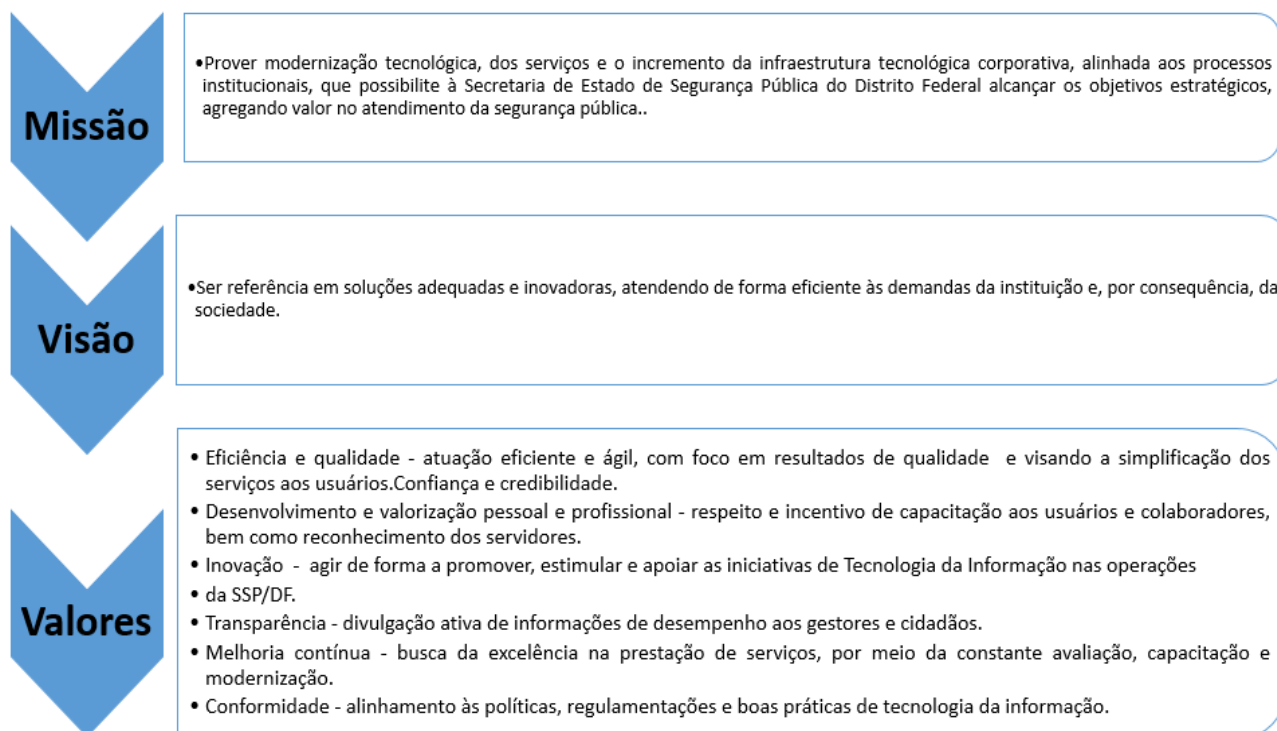 Missão
•Prover modernização tecnológica, dos serviços e o incremento da infraestrutura tecnológica corporativa, alinhada aos processos
institucionais, que possibilite à Secretaria de Estado de Segurança Pública do Distrito Federal alcançar os objetivos estratégicos,
agregando valor no atendimento da segurança pública..
Visão
•Ser referência em soluções adequadas e inovadoras, atendendo de forma eficiente às demandas da instituição e, por consequência, da
sociedade.
Valores
• Eficiência e qualidade - atuação eficiente e ágil, com foco em resultados de qualidade e visando a simplificação dos
serviços aos usuários.Confiança e credibilidade.
• Desenvolvimento e valorização pessoal e profissional - respeito e incentivo de capacitação aos usuários e colaboradores,
bem como reconhecimento dos servidores.
• Inovação - agir de forma a promover, estimular e apoiar as iniciativas de Tecnologia da Informação nas operações
• da SSP/DF.
• Transparência - divulgação ativa de informações de desempenho aos gestores e cidadãos.
• Melhoria contínua - busca da excelência na prestação de serviços, por meio da constante avaliação, capacitação e
modernização.
• Conformidade - alinhamento às políticas, regulamentações e boas práticas de tecnologia da informação.